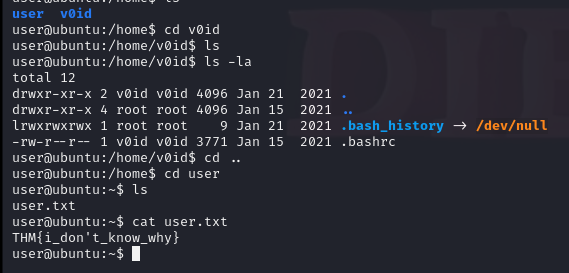 user  v0id
user@ubuntu:/home$ cd v0id
user@ubuntu:/home/v0id$ ls
user@ubuntu:/home/v0id$ ls -la
total 12
drwxr-xr-x 2 v0id v0id 4096 Jan 21  2021 .
drwxr-xr-x 4 root root 4096 Jan 15  2021 ..
lrwxrwxrwx 1 root root    9 Jan 21  2021 .bash_history -> /dev/null
-rw-r--r-- 1 v0id v0id 3771 Jan 15  2021 .bashrc
user@ubuntu:/home/v0id$ cd ..
user@ubuntu:/home$ cd user
user@ubuntu:~$ ls
user.txt
user@ubuntu:~$ cat user.txt
THM{i_don't_know_why}
user@ubuntu:~$